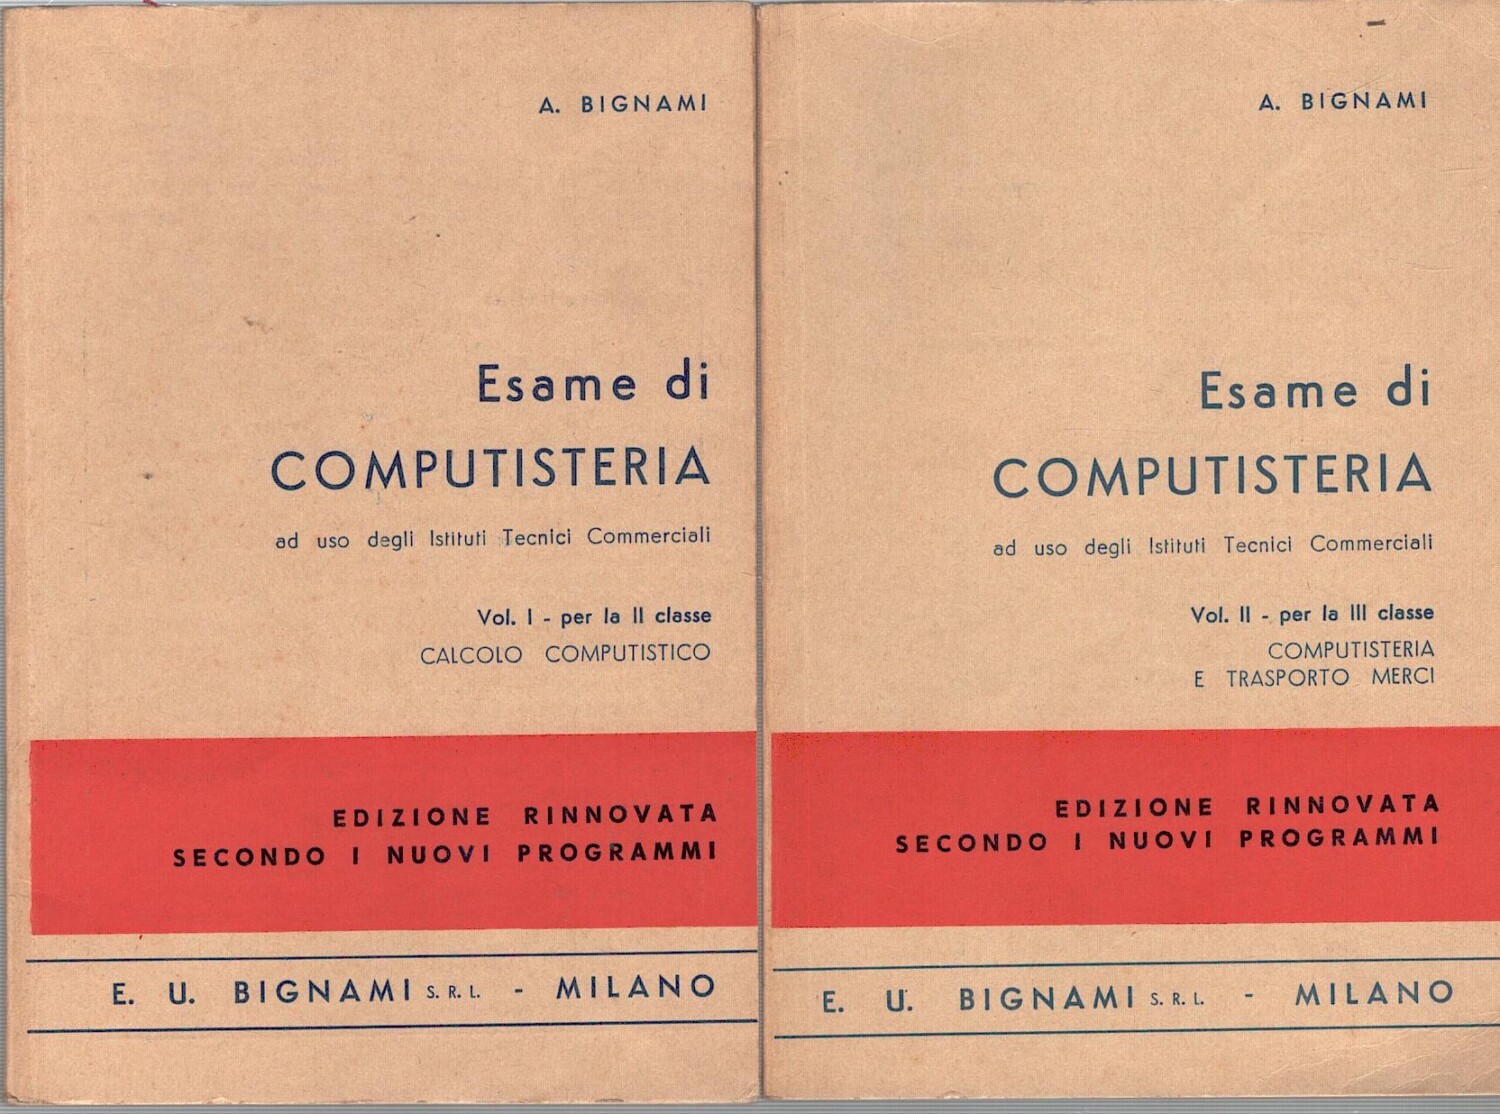 A. BIGNAMI
Esame di
COMPUTISTERIA
ad uso degli Istituti Tecnici Commerciali
Vol. I - per la II classe
CALCOLO COMPUTISTICO
EDIZIONE RINNOVATA
SECONDO I NUOVI PROGRAMMI
E. U. BIGNAMI S. R. L. - MILANO
A. BIGNAMI
Esame di
COMPUTISTERIA
ad uso degli Istituti Tecnici Commerciali
Vol. II - per la III classe
COMPUTISTERIA
E TRASPORTO MERCI
EDIZIONE RINNOVATA
SECONDO I NUOVI PROGRAMMI
E. U. BIGNAMI S. R. L. - MILANO